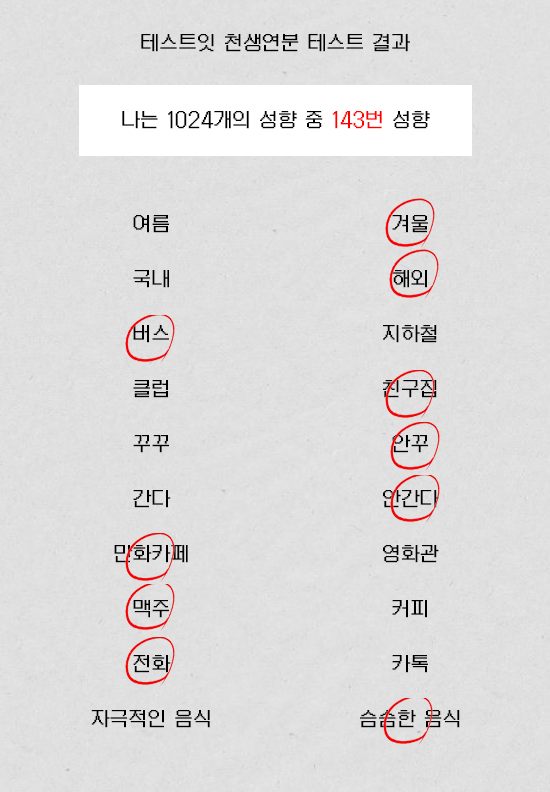 테스트잇 천생연분 테스트 결과
나는 1024개의 성향 중 143번 성향
여름 겨울
국내 해외
버스 지하철
클럽 친구집
꾸꾸 안꾸
간다 안간다
만화카페 영화관
맥주 커피
전화 카톡
자극적인 음식 슴슴한 음식